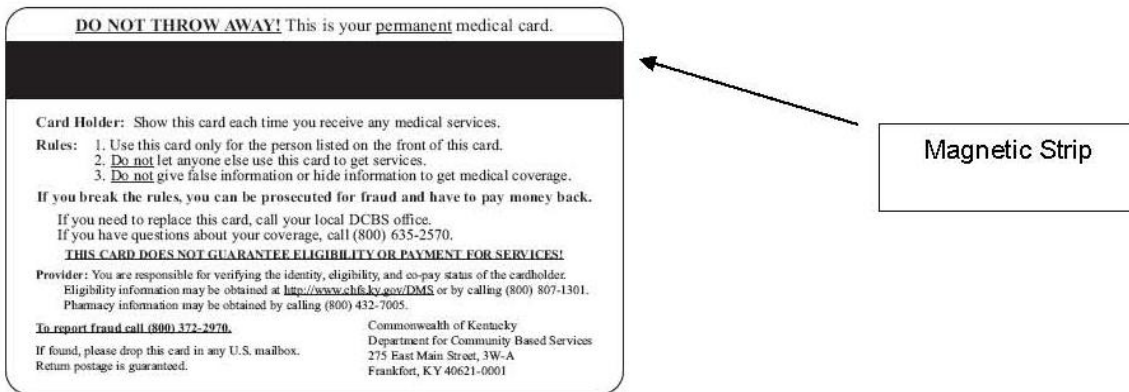 DO NOT THROW AWAY! This is your permanent medical card.
Magnetic Strip
Card Holder: Show this card each time you receive any medical services.
Rules: 1. Use this card only for the person listed on the front of this card.
2. Do not let anyone else use this card to get services.
3. Do not give false information or hide information to get medical coverage.
If you break the rules, you can be prosecuted for fraud and have to pay money back.
If you need to replace this card, call your local DCBS office.
If you have questions about your coverage, call (800) 635-2570.
THIS CARD DOES NOT GUARANTEE ELIGIBILITY OR PAYMENT FOR SERVICES!
Provider: You are responsible for verifying the identity, eligibility, and co-pay status of the cardholder.
Eligibility information may be obtained at http://www.chfs.ky.gov/DMS or by calling (800) 807-1301.
Pharmacy information may be obtained by calling (800) 432-7005.
To report fraud call (800) 372-2970.
If found, please drop this card in any U.S. mailbox.
Return postage is guaranteed.
Commonwealth of Kentucky
Department for Community Based Services
275 East Main Street, 3W-A
Frankfort, KY 40621-0001